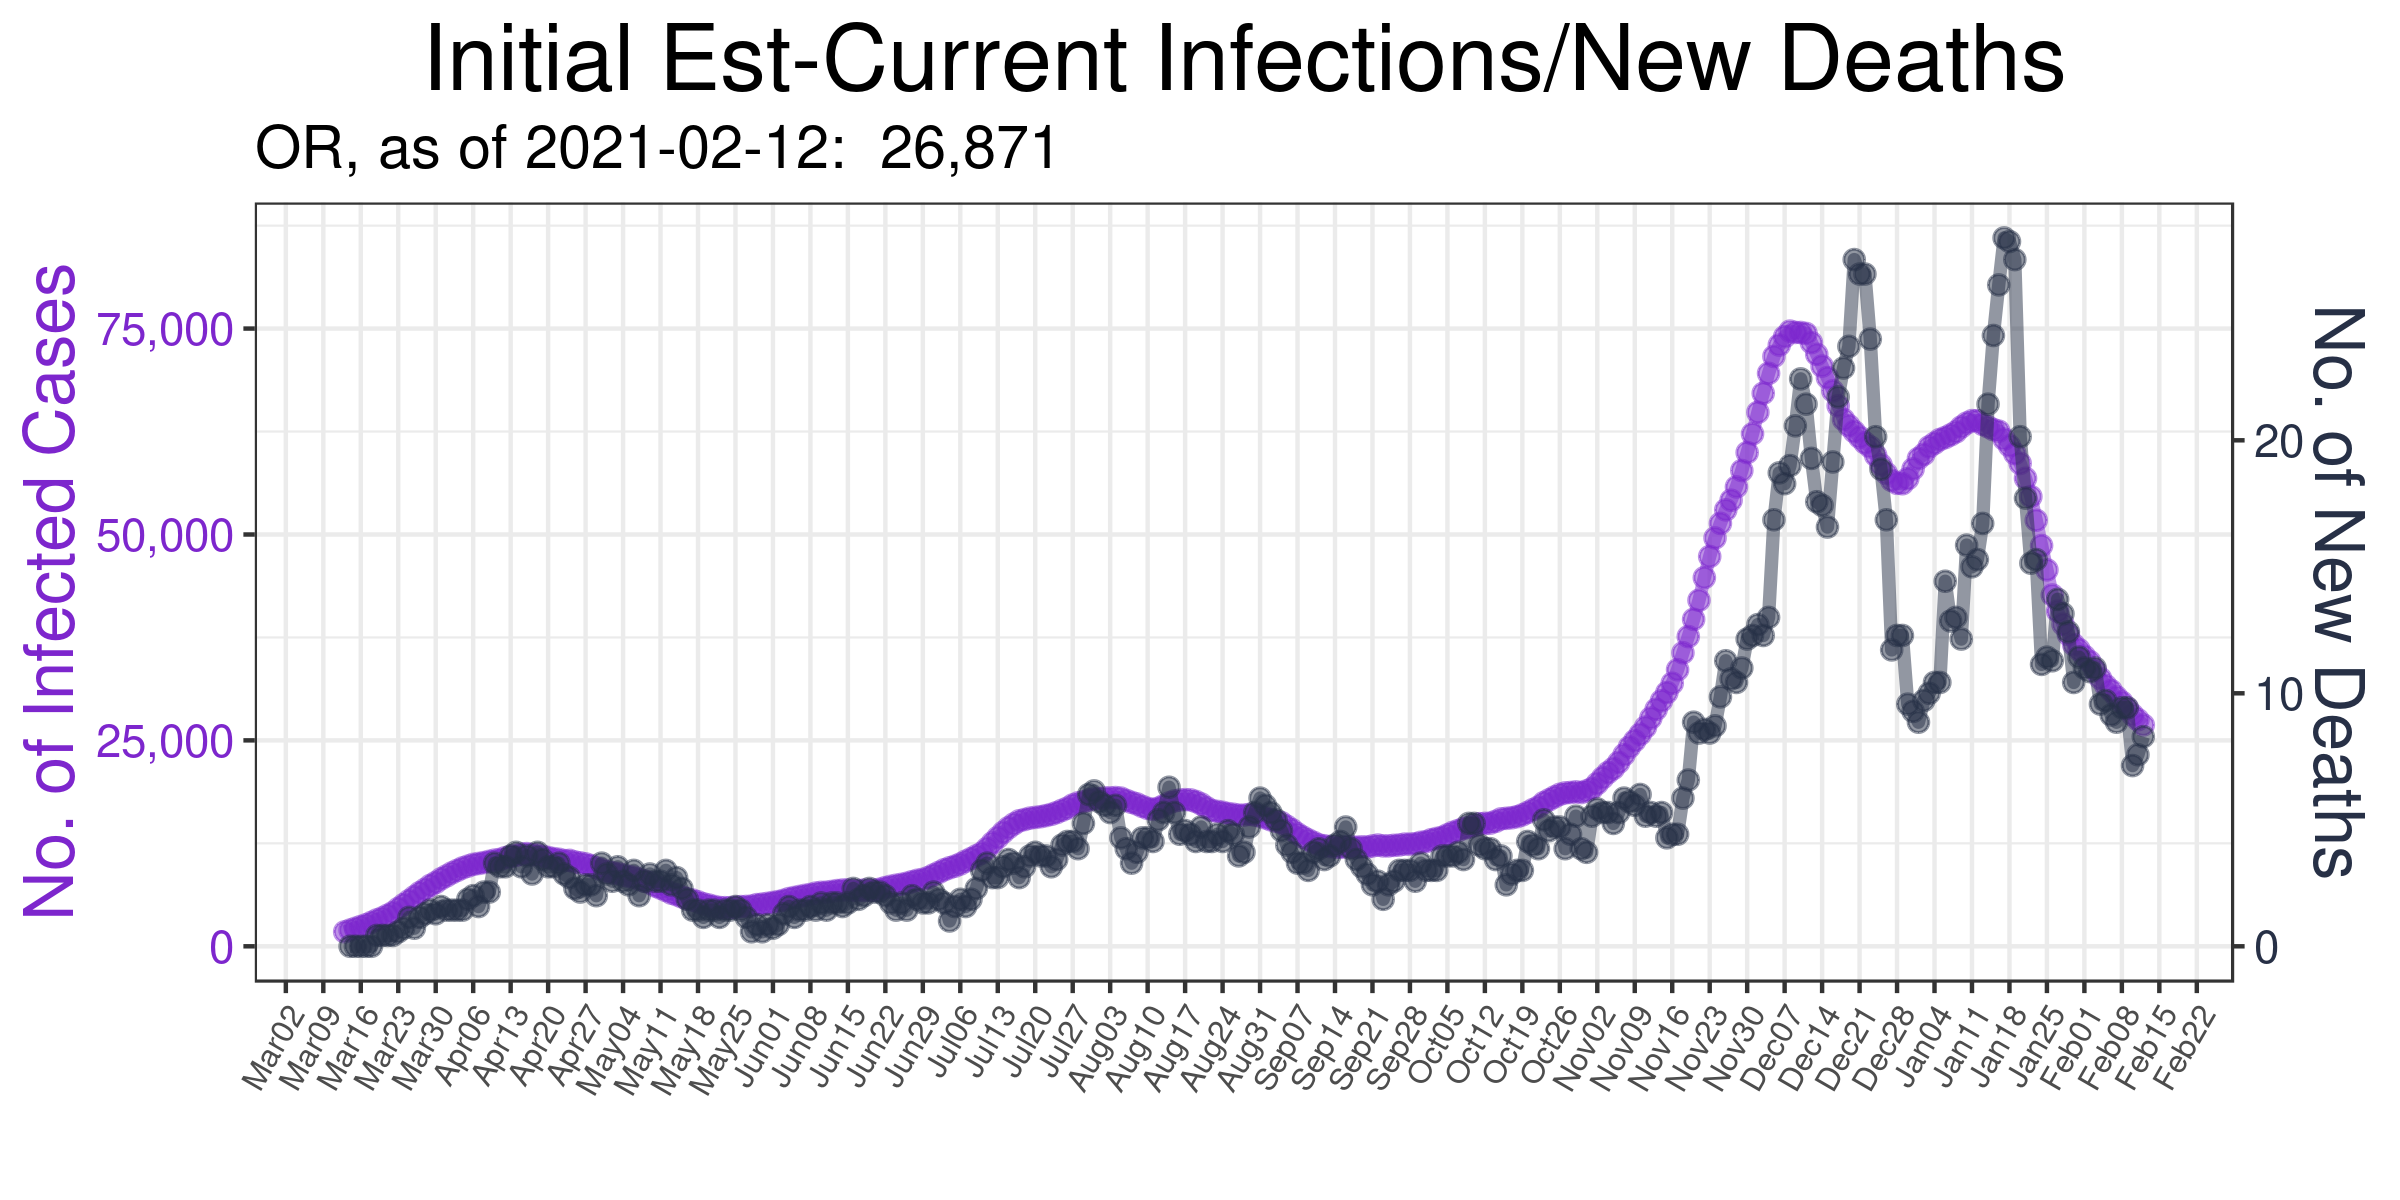 Initial Est-Current Infections/New Deaths
OR, as of 2021-02-12:  26,871
No. of Infected Cases
75,000
50,000
25,000
0
No. of New Deaths
20
10
0
Mar02
Mar09
Mar16
Mar23
Mar30
Apr06
Apr13
Apr20
Apr27
May04
May11
May18
May25
Jun01
Jun08
Jun15
Jun22
Jun29
Jul06
Jul13
Jul20
Jul27
Aug03
Aug10
Aug17
Aug24
Aug31
Sep07
Sep14
Sep21
Sep28
Oct05
Oct12
Oct19
Oct26
Nov02
Nov09
Nov16
Nov23
Nov30
Dec07
Dec14
Dec21
Dec28
Jan04
Jan11
Jan18
Jan25
Feb01
Feb08
Feb15
Feb22